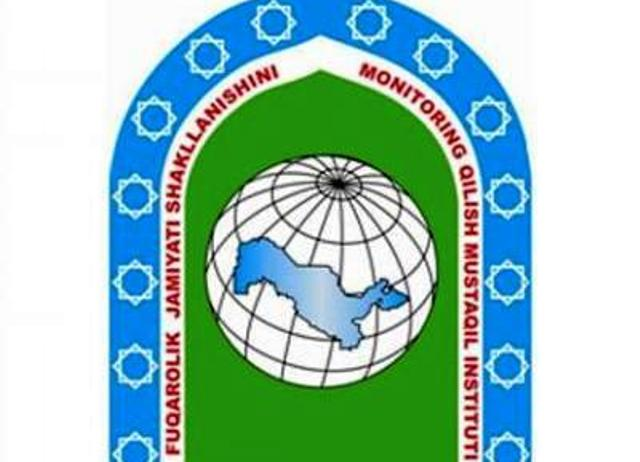 FUQAROLIK JAMIYATI SHAKLLANISHINI
MONITORING QILISH MUSTAQIL INSTITUTI